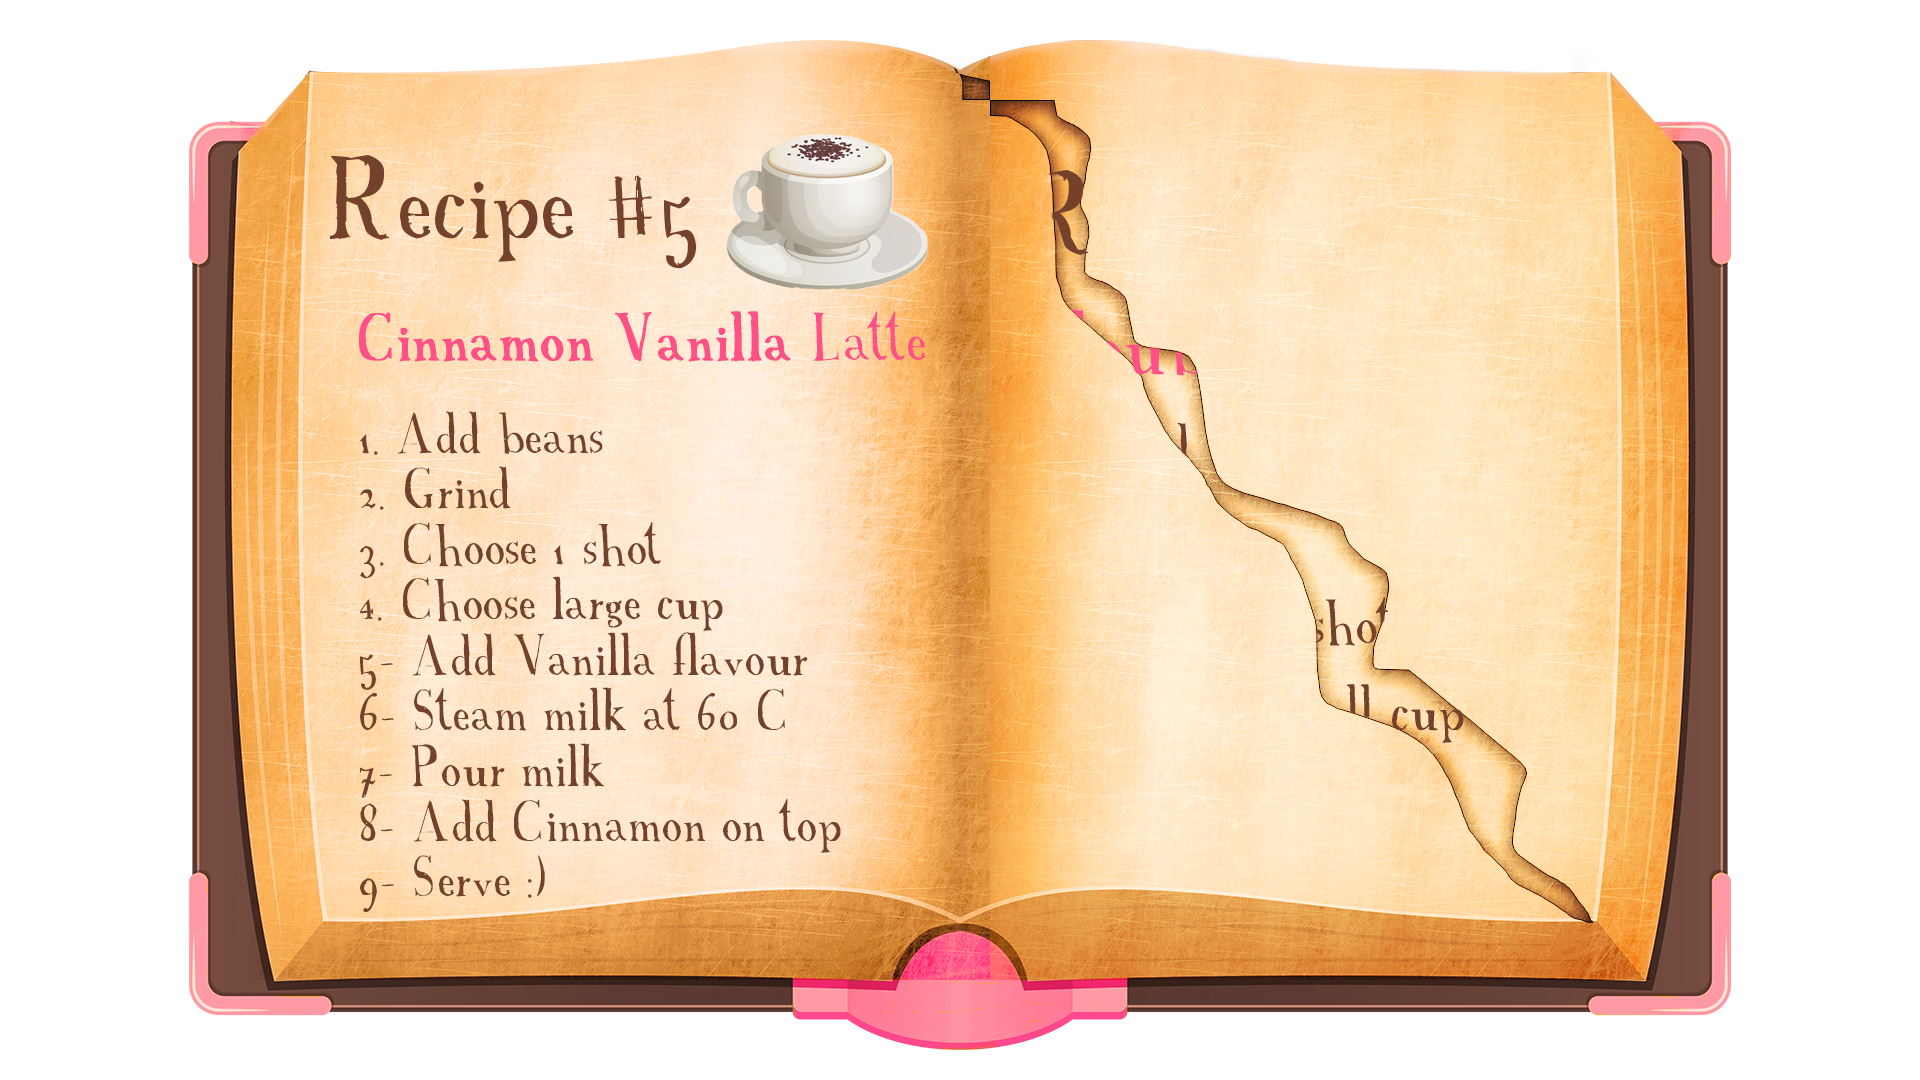 Recipe #5
Cinnamon Vanilla Latte
1. Add beans
2. Grind
3. Choose 1 shot
4. Choose large cup
5- Add Vanilla flavour
6- Steam milk at 60 C
7- Pour milk
8- Add Cinnamon on top
9- Serve :)
R
shot
ll cup